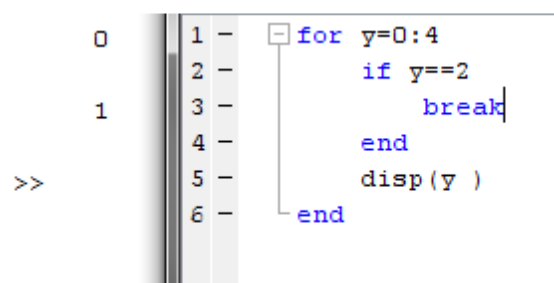 0
1
>>
1 - for y=0:4
2 - if y==2
3 - break
4 - end
5 - disp(y )
6 - end